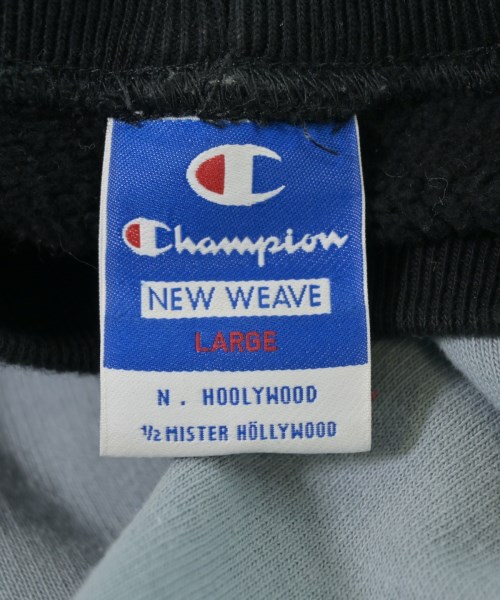 Champion
NEW WEAVE
LARGE
N. HOOLYWOOD
½ MISTER HÖLLYWOOD